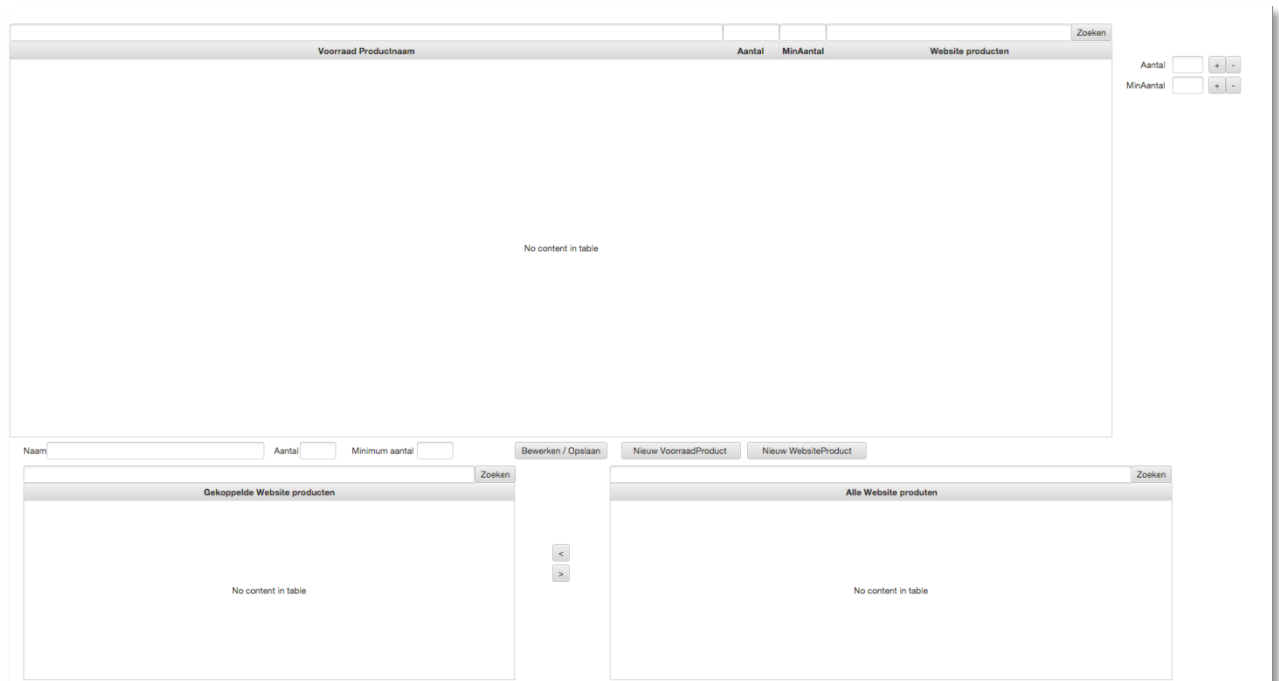 Zoeken
Voorraad Productnaam Aantal MinAantal Website producten
Aantal + -
MinAantal + -
No content in table
Naam Aantal Minimum aantal Bewerken / Opslaan Nieuw VoorraadProduct Nieuw WebsiteProduct
Zoeken Zoeken
Gekoppelde Website producten Alle Website produten
<
>
No content in table No content in table